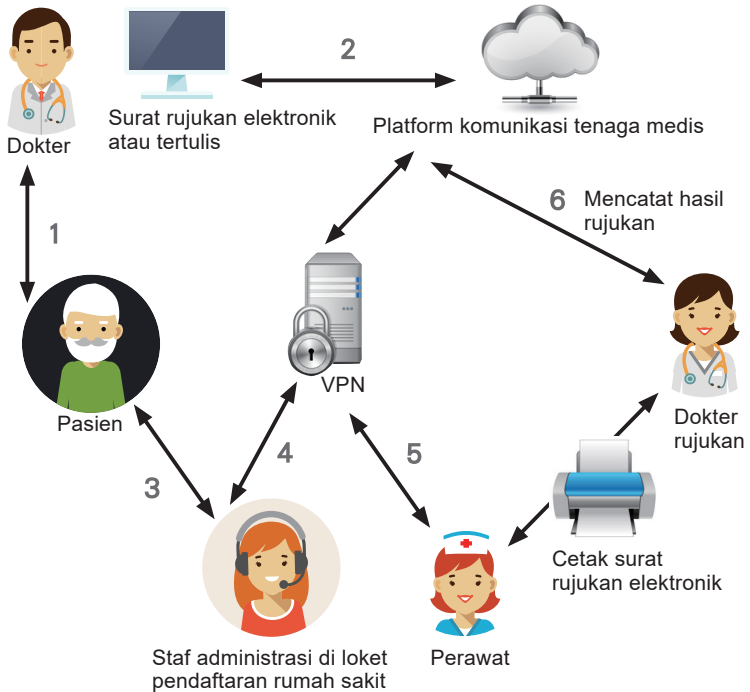 2
Surat rujukan elektronik
atau tertulis
Platform komunikasi tenaga medis
Dokter
1
6 Mencatat hasil
rujukan
VPN
Pasien
Dokter
rujukan
3
4
5
Cetak surat
rujukan elektronik
Staf administrasi di loket
pendaftaran rumah sakit
Perawat